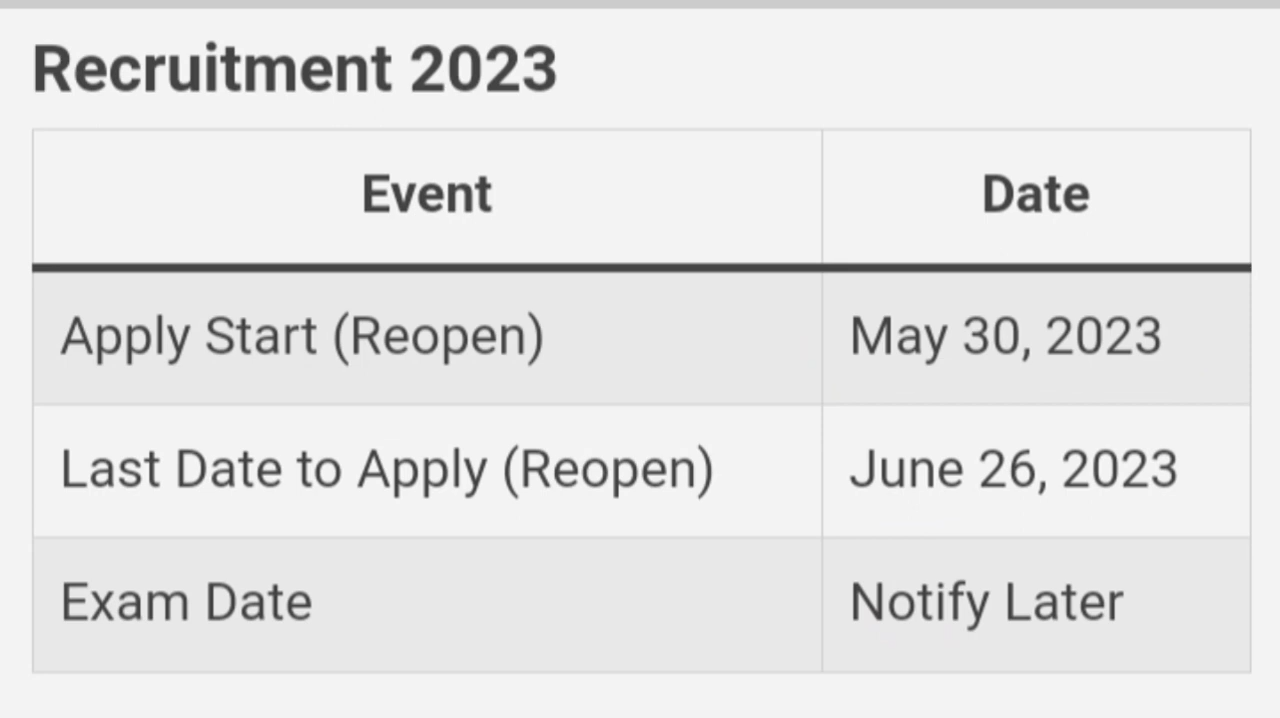 Recruitment 2023
Event Date
Apply Start (Reopen) May 30, 2023
Last Date to Apply (Reopen) June 26, 2023
Exam Date Notify Later